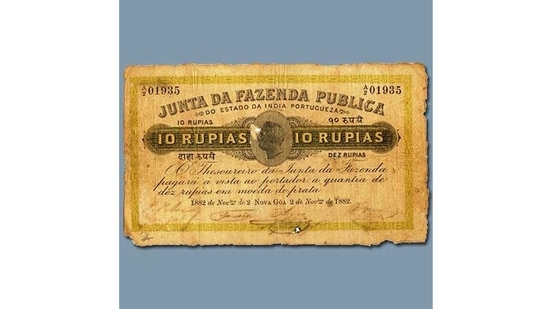 A/2 01935 A/2 01935
JUNTA DA FAZENDA PUBLICA
DO ESTADO DA INDIA PORTUGUEZA
10 RUPIAS १० रुपये
10 RUPIAS 10 RUPIAS
दाहा रुपये DEZ RUPIAS
O Thesoureiro da Junta da Fazenda
pagará á vista ao portador a quantia de
dez rupias em moeda de prata
1882 de Nov.bro de 2 NOVA GOA 2 de Nov.bro de 1882.